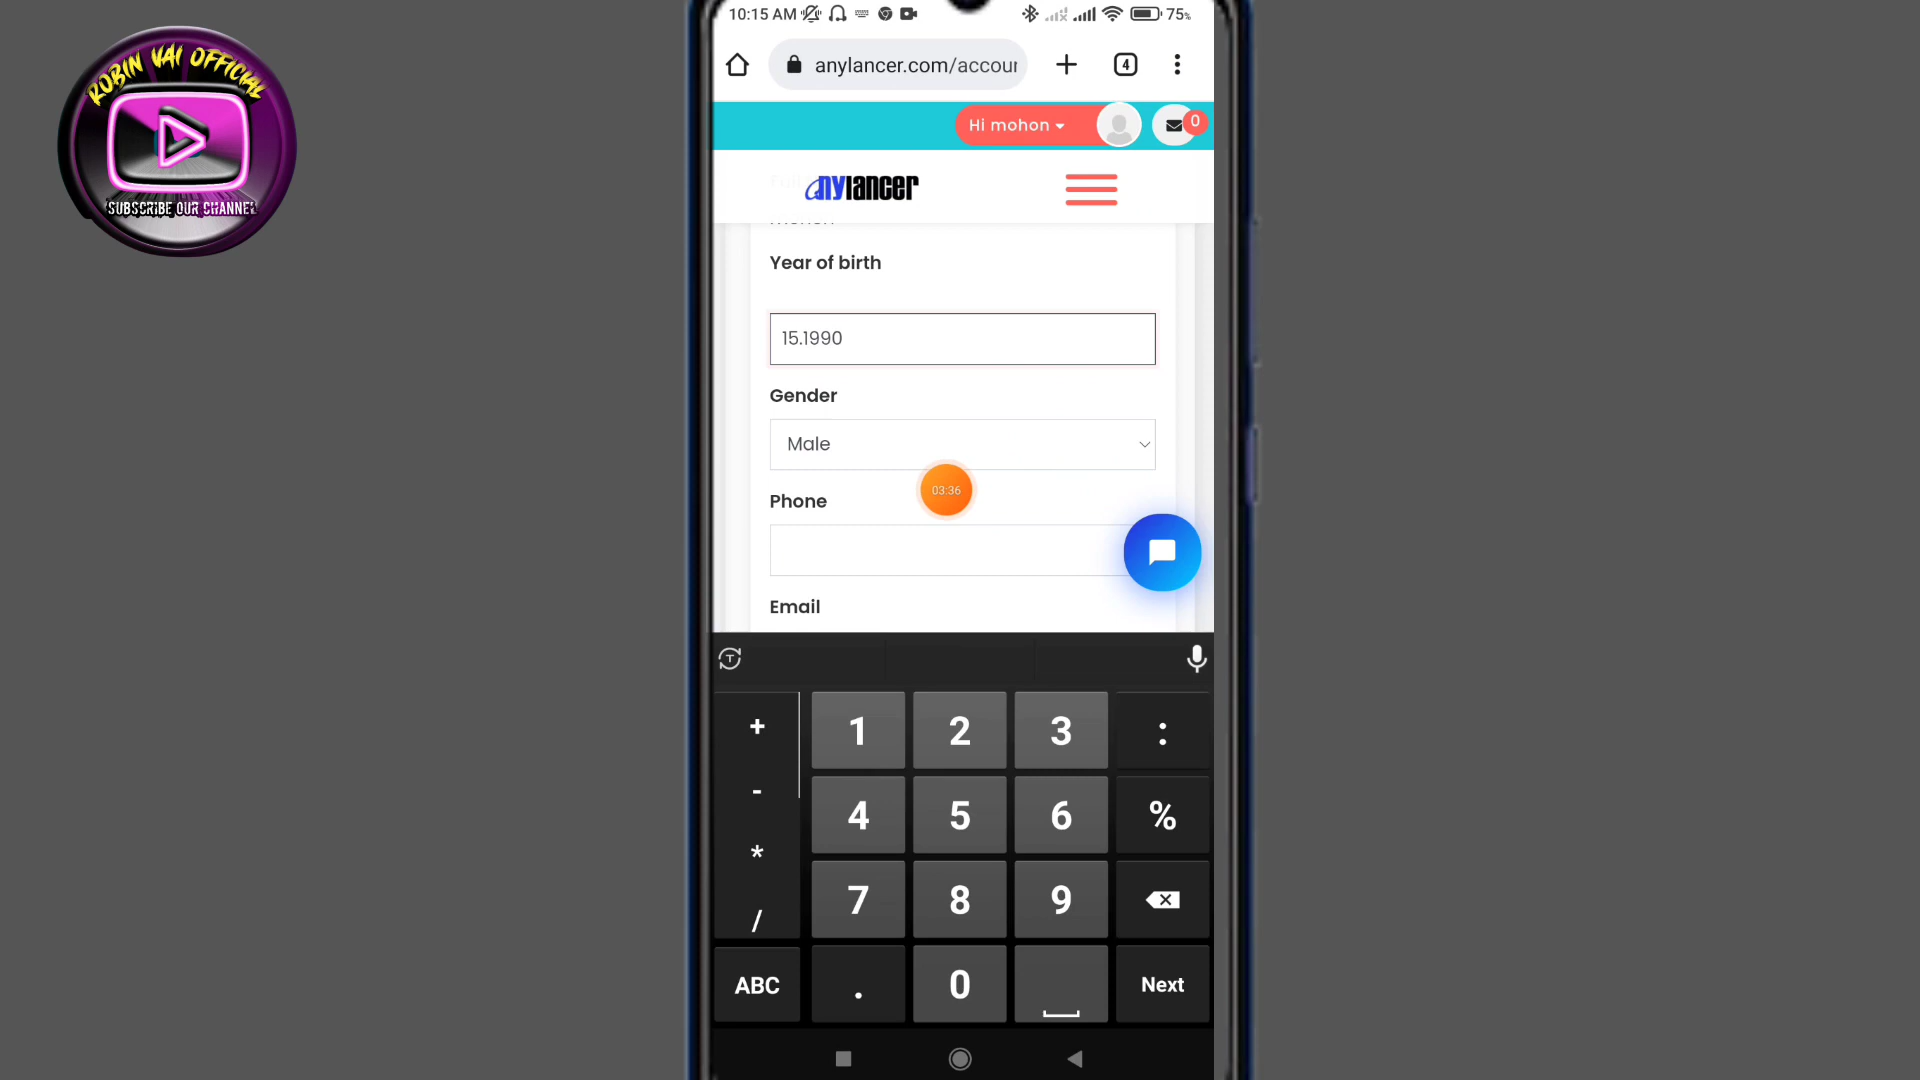 ROBIN VAI OFFICIAL
SUBSCRIBE OUR CHANNEL
10:15 AM
75%
anylancer.com/accour
4
Hi mohon
0
anylancer
Year of birth
15.1990
Gender
Male
03:36
Phone
Email
+
1
2
3
:
-
4
5
6
%
*
7
8
9
/
ABC
.
0
Next